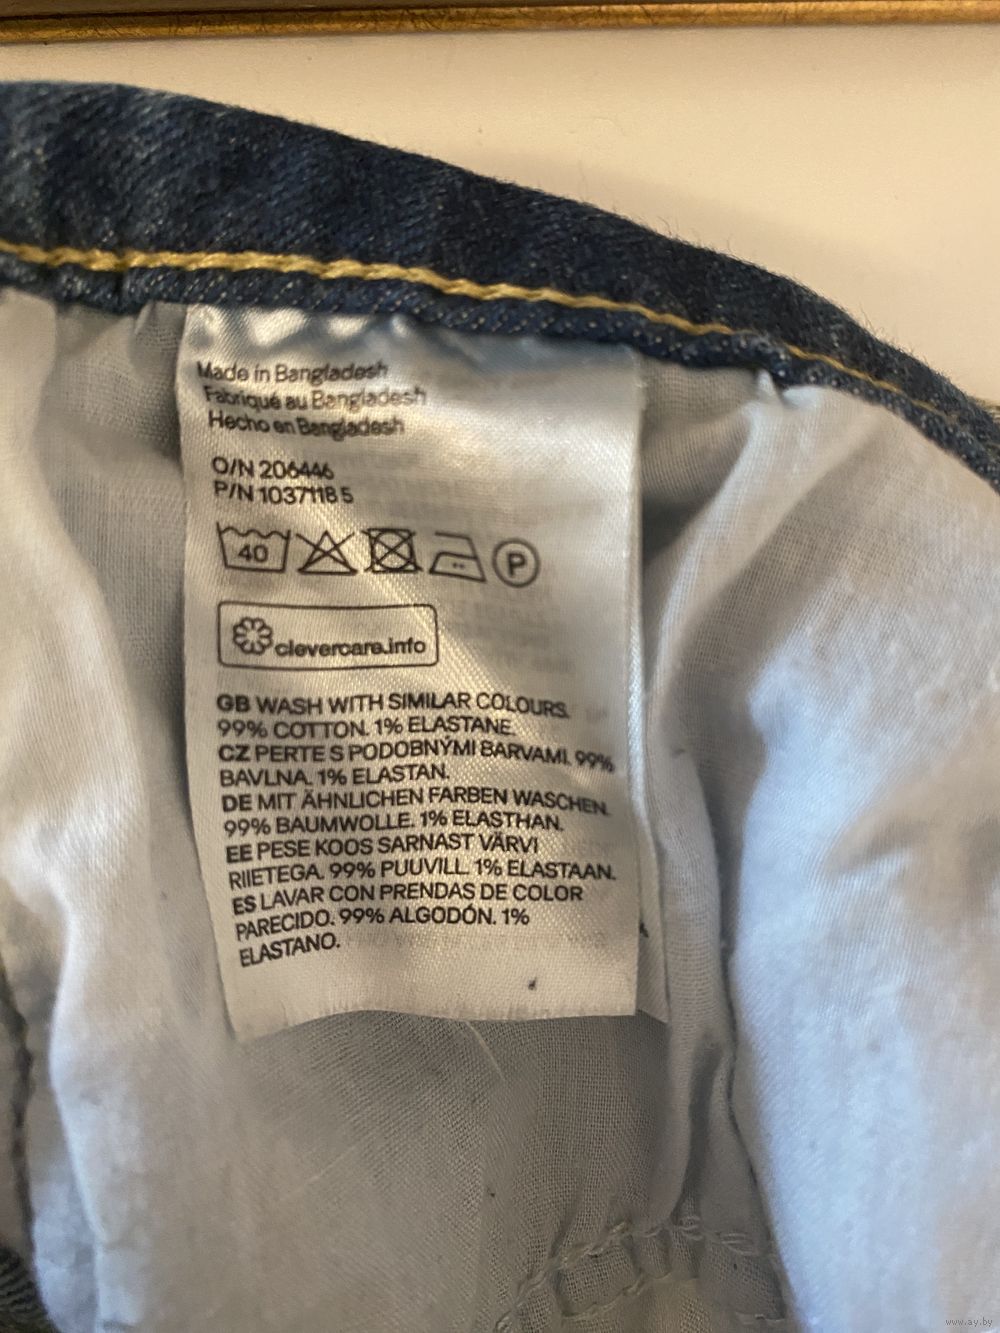 Made in Bangladesh
Fabriqué au Bangladesh
Hecho en Bangladesh
O/N 206446
P/N 1037118 5
40 P
clevercare.info
GB WASH WITH SIMILAR COLOURS.
99% COTTON. 1% ELASTANE.
CZ PERTE S PODOBNÝMI BARVAMI. 99%
BAVLNA. 1% ELASTAN.
DE MIT ÄHNLICHEN FARBEN WASCHEN.
99% BAUMWOLLE. 1% ELASTHAN.
EE PESE KOOS SARNAST VÄRVI
RIIETEGA. 99% PUUVILL. 1% ELASTAAN.
ES LAVAR CON PRENDAS DE COLOR
PARECIDO. 99% ALGODÓN. 1%
ELASTANO.
www.ay.by